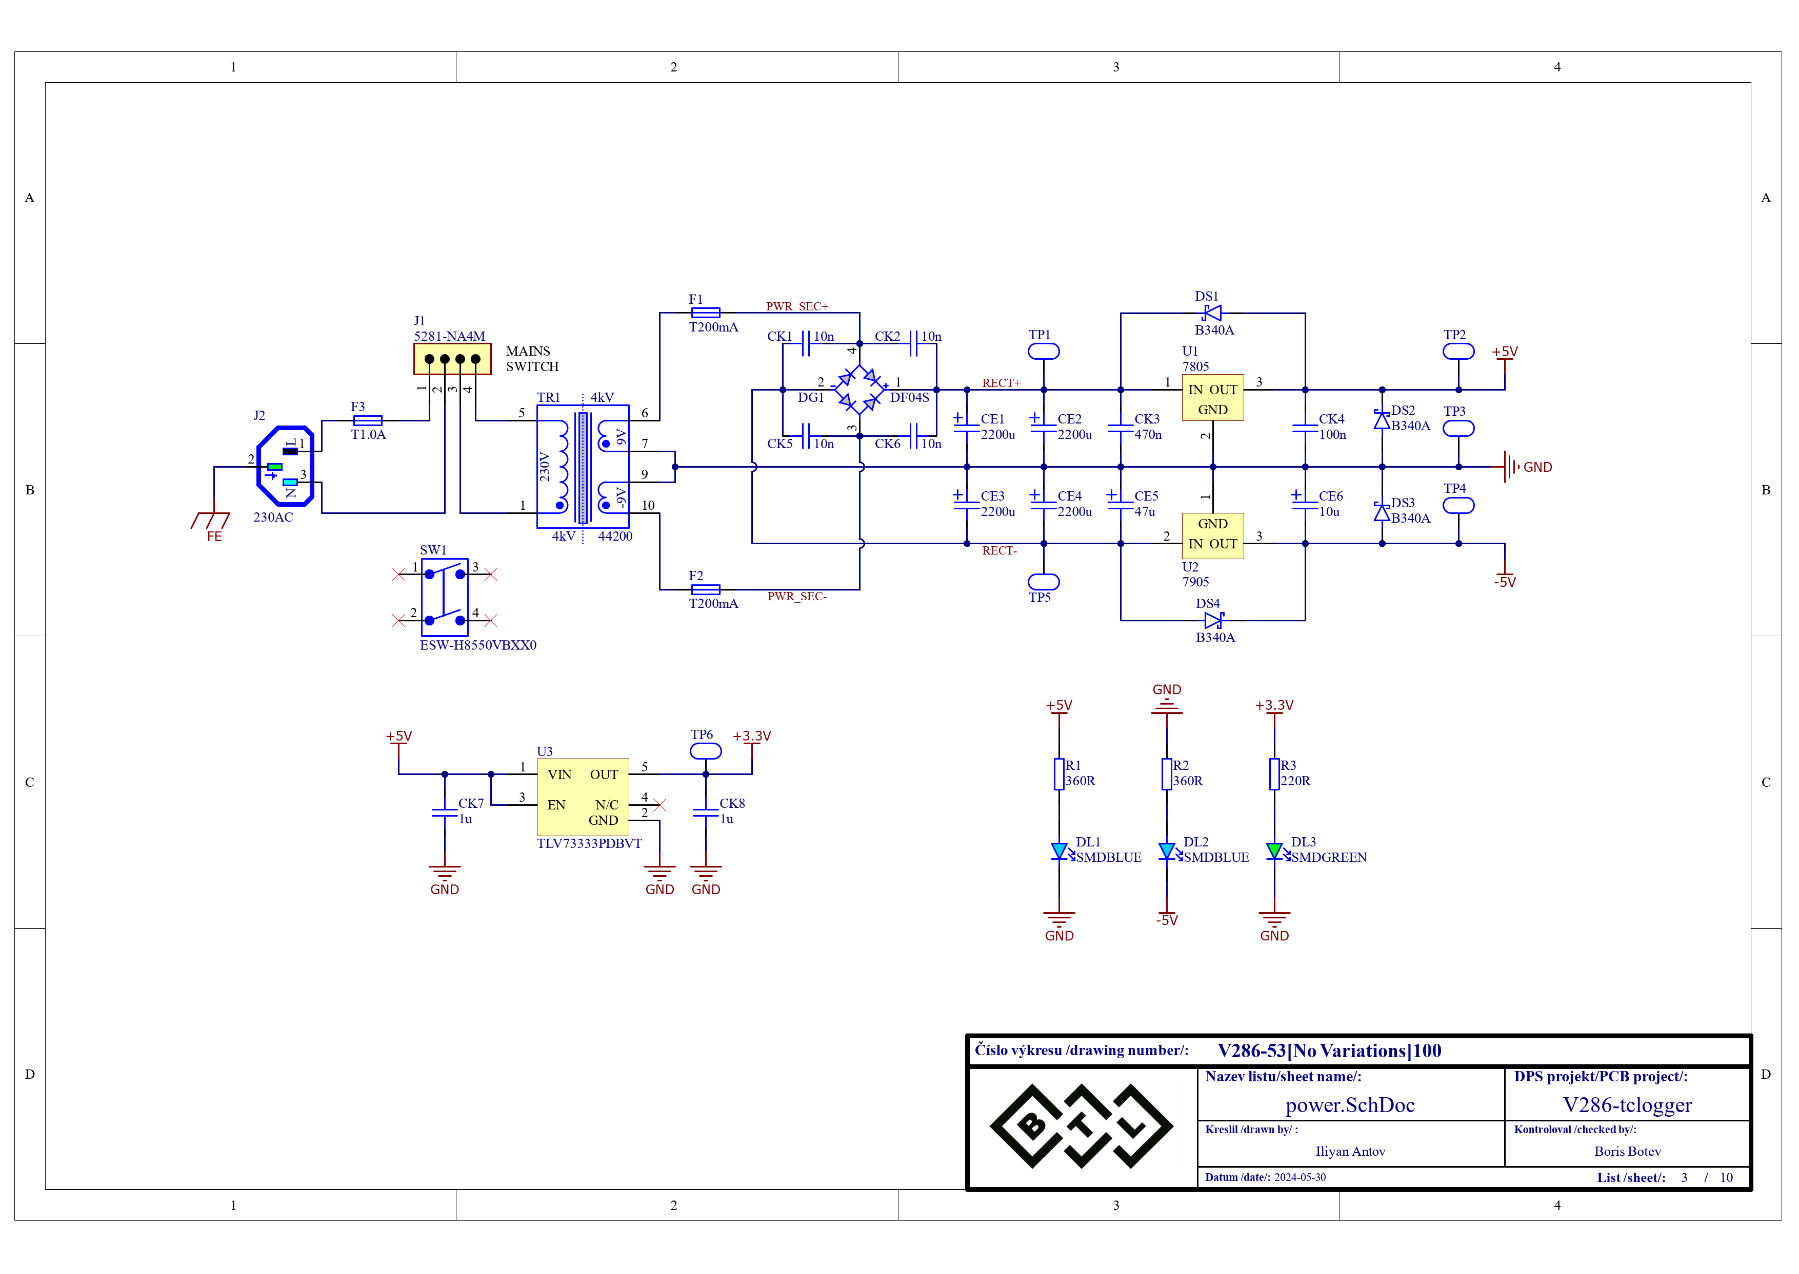 1
2
3
4
A
A
B
B
C
C
D
D
J1
5281-NA4M
MAINS
SWITCH
1
2
3
4
J2
230AC
L
1
2
3
N
FE
F3
T1.0A
SW1
1
3
2
4
ESW-H8550VBXX0
TR1
4kV
5
6
7
9
1
10
230V
9V
9V
4kV
44200
F1
T200mA
PWR_SEC+
F2
T200mA
PWR_SEC-
CK1
10n
CK2
10n
4
2
1
-
+
DG1
DF04S
3
CK5
10n
CK6
10n
RECT+
RECT-
TP1
TP5
CE1
2200u
CE2
2200u
CK3
470n
CE3
2200u
CE4
2200u
CE5
47u
DS1
B340A
U1
7805
1
IN OUT
3
GND
2
1
GND
2
IN OUT
3
U2
7905
DS4
B340A
CK4
100n
CE6
10u
DS2
B340A
DS3
B340A
TP2
TP3
TP4
+5V
GND
-5V
+5V
CK7
1u
GND
U3
1
VIN
OUT
5
3
EN
N/C
4
GND
2
TLV73333PDBVT
GND
TP6
+3.3V
CK8
1u
GND
+5V
R1
360R
DL1
SMDBLUE
GND
GND
R2
360R
DL2
SMDBLUE
-5V
+3.3V
R3
220R
DL3
SMDGREEN
GND
Číslo výkresu /drawing number/:
V286-53[No Variations]100
BTL
Nazev listu/sheet name/:
power.SchDoc
DPS projekt/PCB project/:
V286-tclogger
Kreslil /drawn by/ :
Iliyan Antov
Kontroloval /checked by/:
Boris Botev
Datum /date/: 2024-05-30
List /sheet/: 3 / 10
1
2
3
4